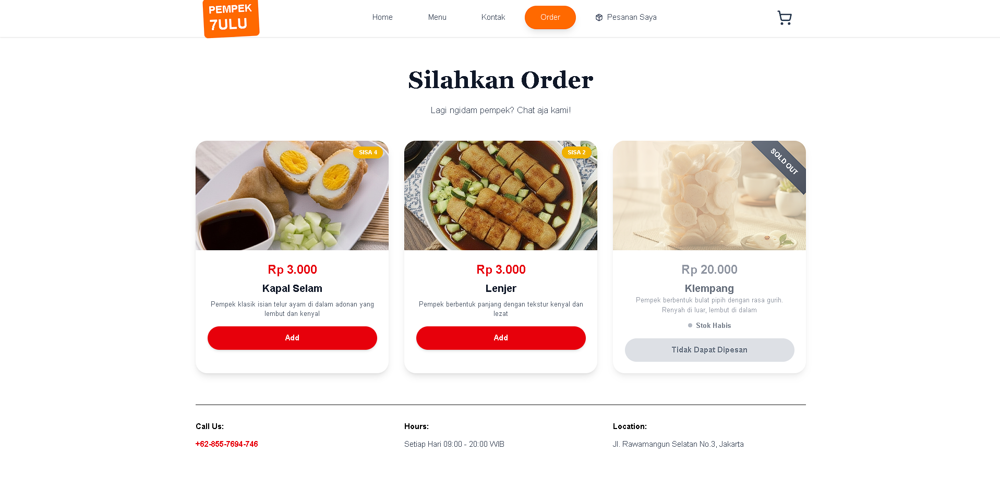 PEMPEK
7ULU
Home
Menu
Kontak
Order
Pesanan Saya
Silahkan Order
Lagi ngidam pempek? Chat aja kami!
SISA 4
Rp 3.000
Kapal Selam
Pempek klasik isian telur ayam di dalam adonan yang
lembut dan kenyal
Add
SISA 2
Rp 3.000
Lenjer
Pempek berbentuk panjang dengan tekstur kenyal dan
lezat
Add
SOLD OUT
Rp 20.000
Klempang
Pempek berbentuk bulat pipih dengan rasa gurih.
Renyah di luar, lembut di dalam
Stok Habis
Tidak Dapat Dipesan
Call Us:
+62-855-7694-746
Hours:
Setiap Hari 09:00 - 20:00 WIB
Location:
Jl. Rawamangun Selatan No.3, Jakarta